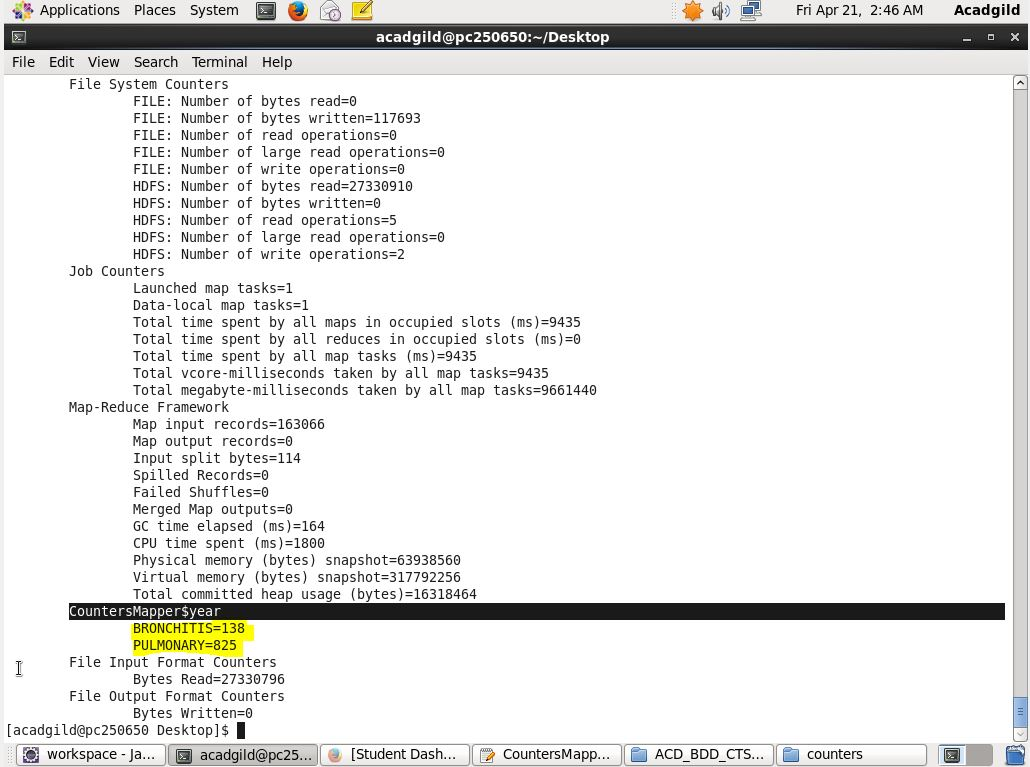 Applications Places System Fri Apr 21, 2:46 AM Acadgild
acadgild@pc250650:~/Desktop
File Edit View Search Terminal Help
File System Counters
FILE: Number of bytes read=0
FILE: Number of bytes written=117693
FILE: Number of read operations=0
FILE: Number of large read operations=0
FILE: Number of write operations=0
HDFS: Number of bytes read=27330910
HDFS: Number of bytes written=0
HDFS: Number of read operations=5
HDFS: Number of large read operations=0
HDFS: Number of write operations=2
Job Counters
Launched map tasks=1
Data-local map tasks=1
Total time spent by all maps in occupied slots (ms)=9435
Total time spent by all reduces in occupied slots (ms)=0
Total time spent by all map tasks (ms)=9435
Total vcore-milliseconds taken by all map tasks=9435
Total megabyte-milliseconds taken by all map tasks=9661440
Map-Reduce Framework
Map input records=163066
Map output records=0
Input split bytes=114
Spilled Records=0
Failed Shuffles=0
Merged Map outputs=0
GC time elapsed (ms)=164
CPU time spent (ms)=1800
Physical memory (bytes) snapshot=63938560
Virtual memory (bytes) snapshot=317792256
Total committed heap usage (bytes)=16318464
CountersMapper$year
BRONCHITIS=138
PULMONARY=825
File Input Format Counters
Bytes Read=27330796
File Output Format Counters
Bytes Written=0
[acadgild@pc250650 Desktop]$
workspace - Ja... acadgild@pc25... [Student Dash... CountersMapp... ACD_BDD_CTS... counters